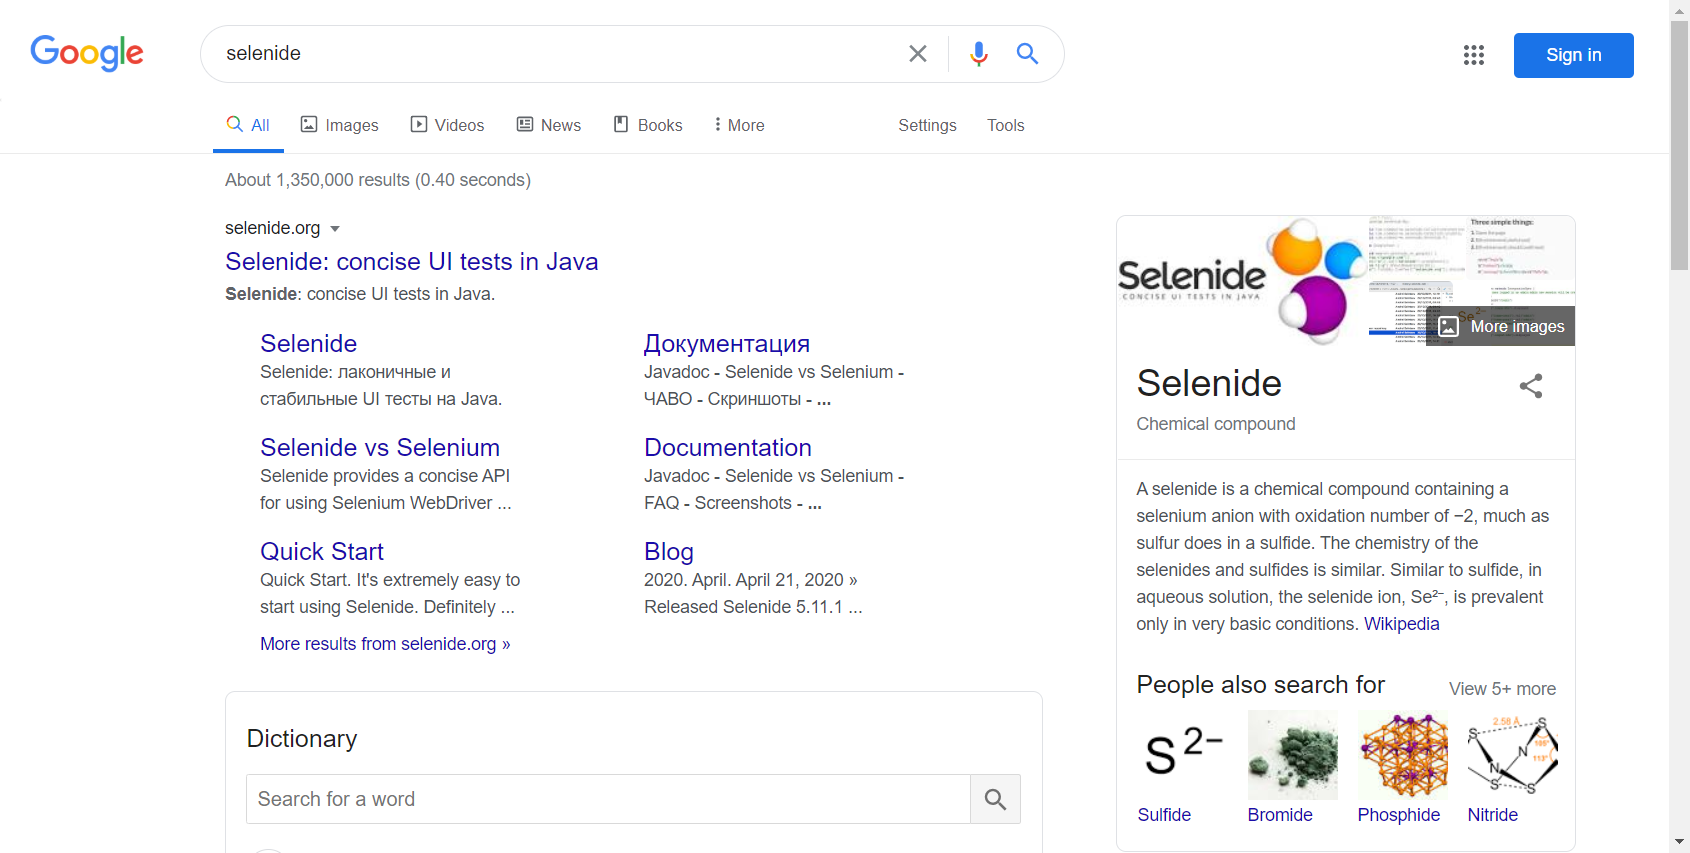 Google
selenide
Sign in
All
Images
Videos
News
Books
More
Settings
Tools
About 1,350,000 results (0.40 seconds)
selenide.org
Selenide: concise UI tests in Java
Selenide: concise UI tests in Java.
Selenide
Selenide: лаконичные и
стабильные UI тесты на Java.
Документация
Javadoc - Selenide vs Selenium -
ЧАВО - Скриншоты - ...
Selenide vs Selenium
Selenide provides a concise API
for using Selenium WebDriver ...
Documentation
Javadoc - Selenide vs Selenium -
FAQ - Screenshots - ...
Quick Start
Quick Start. It's extremely easy to
start using Selenide. Definitely ...
Blog
2020. April. April 21, 2020 »
Released Selenide 5.11.1 ...
More results from selenide.org »
Dictionary
Search for a word
Selenide
CONCISE UI TESTS IN JAVA
Three simple things:
Se²⁻
More images
Selenide
Chemical compound
A selenide is a chemical compound containing a
selenium anion with oxidation number of −2, much as
sulfur does in a sulfide. The chemistry of the
selenides and sulfides is similar. Similar to sulfide, in
aqueous solution, the selenide ion, Se²⁻, is prevalent
only in very basic conditions. Wikipedia
People also search for
View 5+ more
S²⁻
2.58 Å
S
S
N
N
105°
113°
S
S
Sulfide
Bromide
Phosphide
Nitride